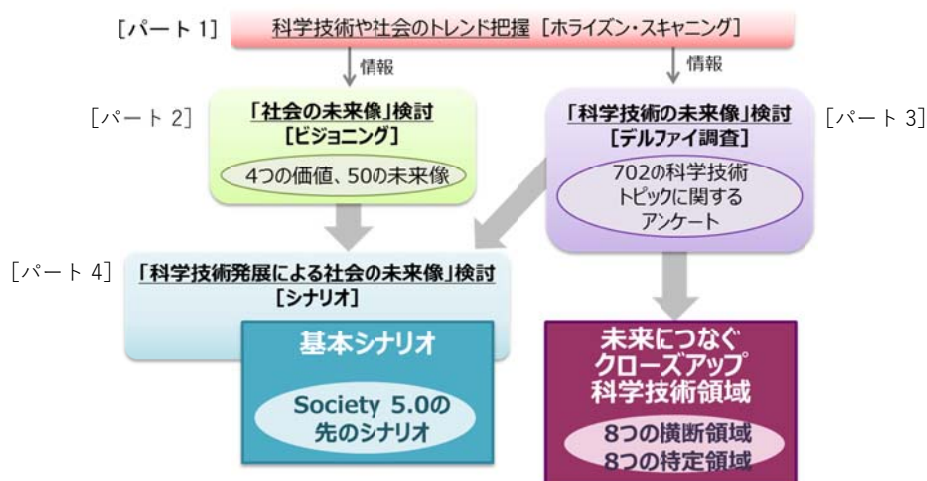 [パート 1]
科学技術や社会のトレンド把握 [ホライズン・スキャニング]
情報
情報
[パート 2]
「社会の未来像」検討
[ビジョニング]
4つの価値、50の未来像
「科学技術の未来像」検討
[デルファイ調査]
702の科学技術
トピックに関する
アンケート
[パート 3]
[パート 4]
「科学技術発展による社会の未来像」検討
[シナリオ]
基本シナリオ
Society 5.0の
先のシナリオ
未来につなぐ
クローズアップ
科学技術領域
8つの横断領域
8つの特定領域